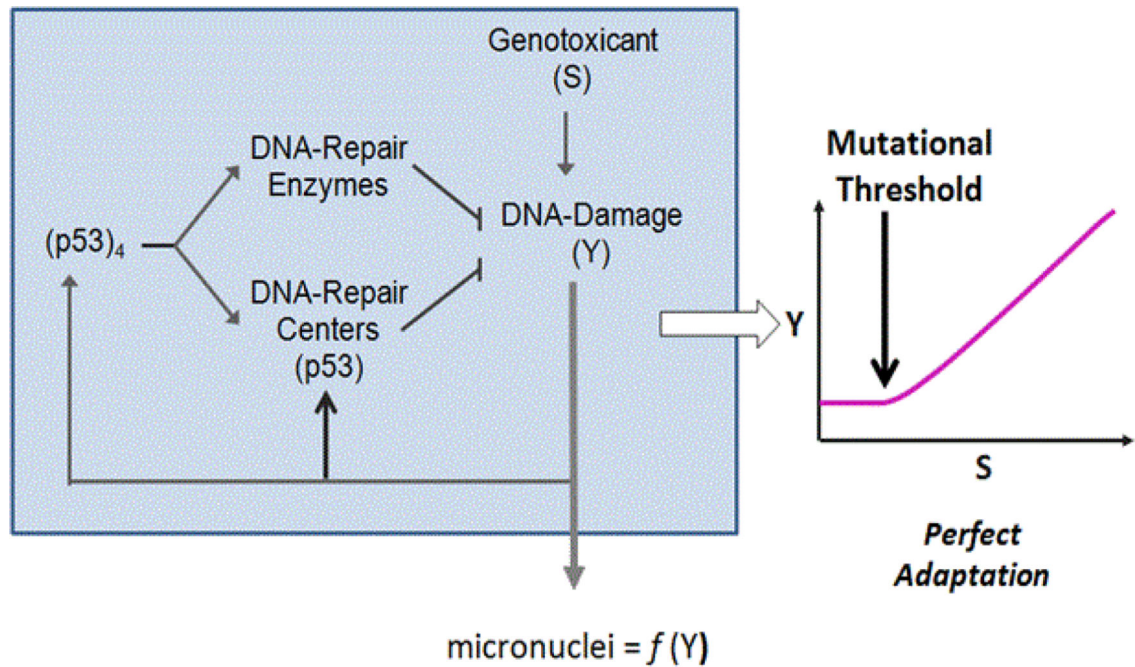 Genotoxicant
(S)
DNA-Repair
Enzymes
DNA-Damage
(Y)
(p53)₄
DNA-Repair
Centers
(p53)
micronuclei = f (Y)
Mutational
Threshold
Y
S
Perfect
Adaptation